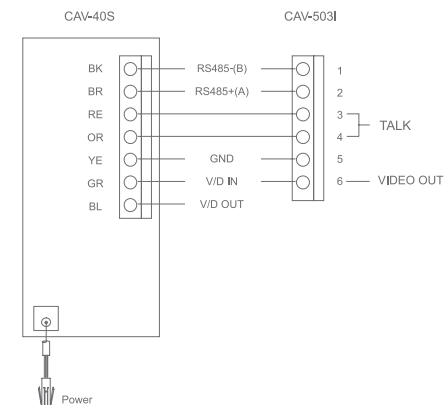 CAV-40S CAV-503I
BK RS485-(B) 1
BR RS485+(A) 2
RE 3
TALK
OR 4
YE GND 5
GR V/D IN 6 VIDEO OUT
BL V/D OUT
Power